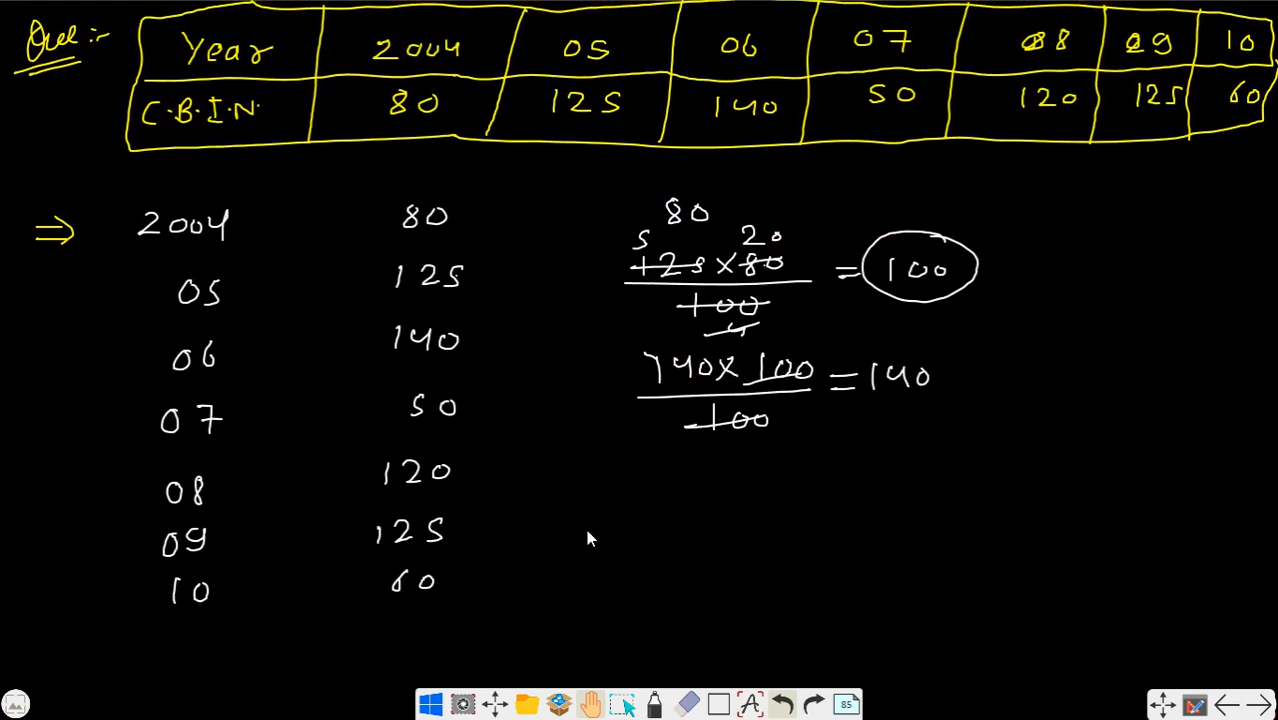 Que :-
Year 2004 05 06 07 08 09 10
C.B.I.N. 80 125 140 50 120 125 60
⇒ 2004 80 80
5 20
05 125 125 × 80 / 100 = 100
4
06 140 140 × 100 / 100 = 140
07 50
08 120
09 125
10 60
A 85